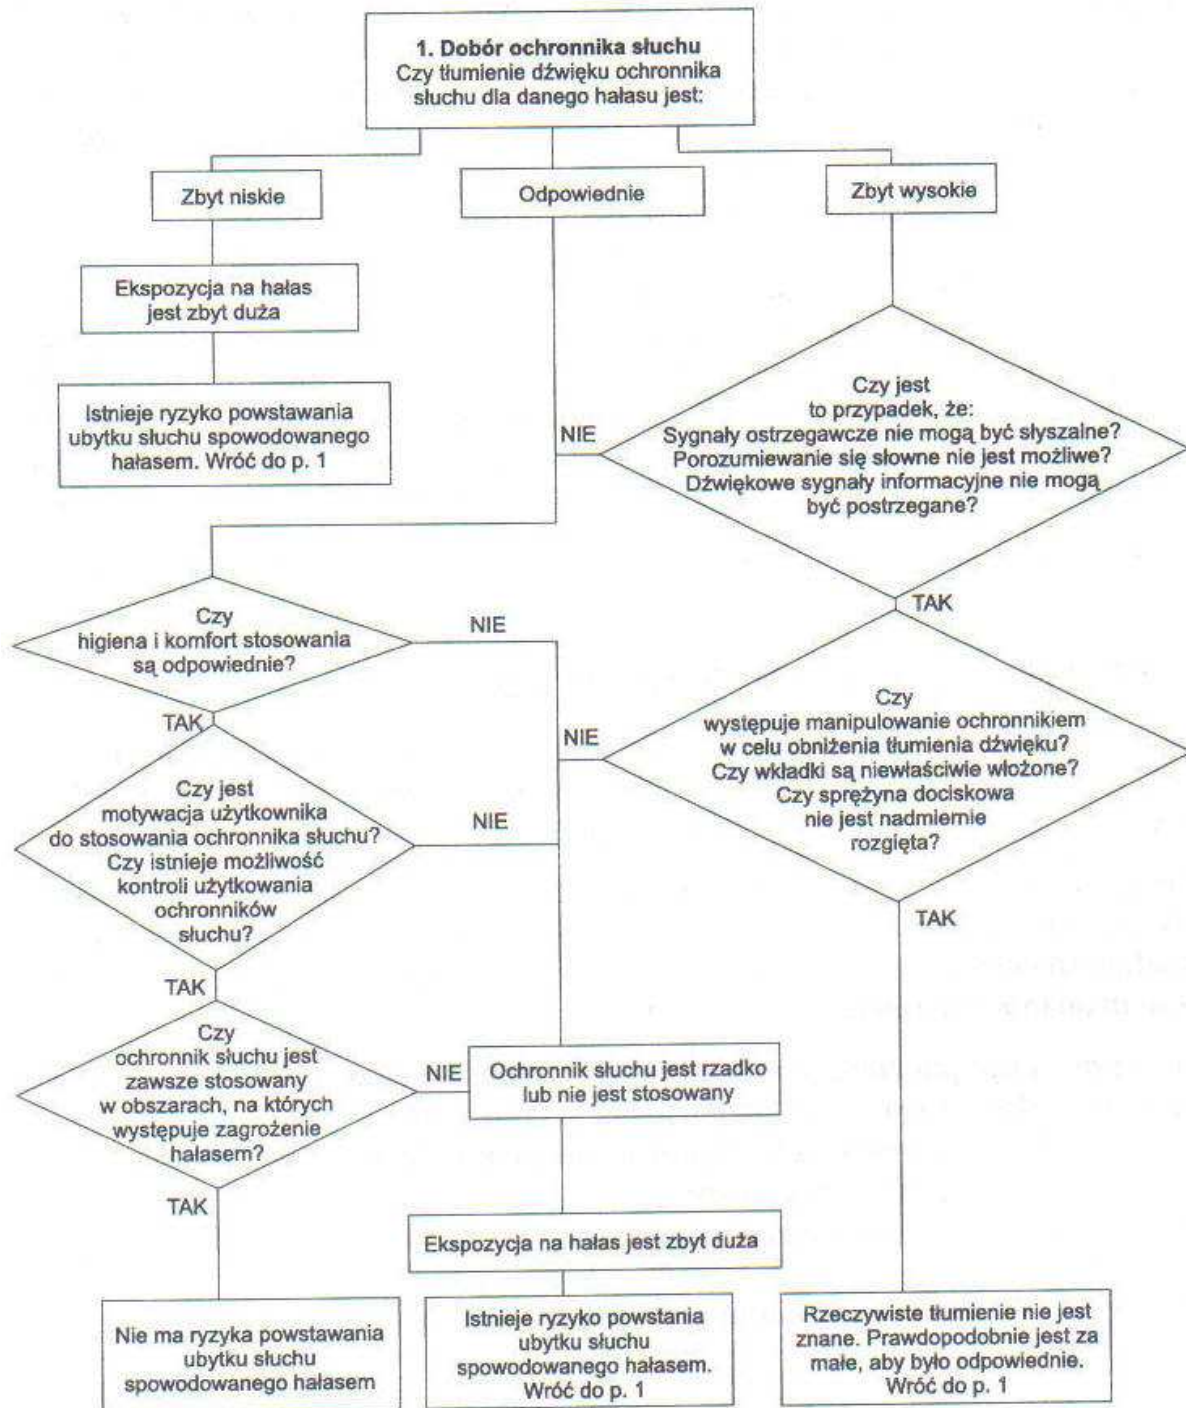 1. Dobór ochronnika słuchu
Czy tłumienie dźwięku ochronnika
słuchu dla danego hałasu jest:
Zbyt niskie
Odpowiednie
Zbyt wysokie
Ekspozycja na hałas
jest zbyt duża
Istnieje ryzyko powstawania
ubytku słuchu spowodowanego
hałasem. Wróć do p. 1
NIE
Czy jest
to przypadek, że:
Sygnały ostrzegawcze nie mogą być słyszalne?
Porozumiewanie się słowne nie jest możliwe?
Dźwiękowe sygnały informacyjne nie mogą
być postrzegane?
TAK
Czy
higiena i komfort stosowania
są odpowiednie?
NIE
TAK
NIE
Czy
występuje manipulowanie ochronnikiem
w celu obniżenia tłumienia dźwięku?
Czy wkładki są niewłaściwie włożone?
Czy sprężyna dociskowa
nie jest nadmiernie
rozgięta?
TAK
Czy jest
motywacja użytkownika
do stosowania ochronnika słuchu?
Czy istnieje możliwość
kontroli użytkowania
ochronników
słuchu?
NIE
TAK
Czy
ochronnik słuchu jest
zawsze stosowany
w obszarach, na których
występuje zagrożenie
hałasem?
NIE
Ochronnik słuchu jest rzadko
lub nie jest stosowany
TAK
Ekspozycja na hałas jest zbyt duża
Nie ma ryzyka powstawania
ubytku słuchu
spowodowanego hałasem
Istnieje ryzyko powstania
ubytku słuchu
spowodowanego hałasem.
Wróć do p. 1
Rzeczywiste tłumienie nie jest
znane. Prawdopodobnie jest za
małe, aby było odpowiednie.
Wróć do p. 1